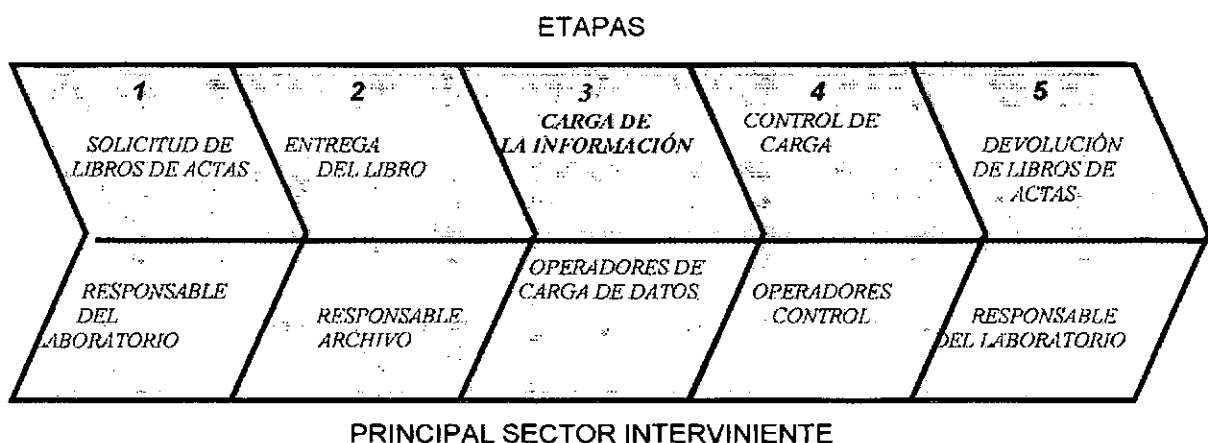 ETAPAS
1
SOLICITUD DE
LIBROS DE ACTAS
2
ENTREGA
DEL LIBRO
3
CARGA DE
LA INFORMACIÓN
4
CONTROL DE
CARGA
5
DEVOLUCIÓN
DE LIBROS DE
ACTAS
RESPONSABLE
DEL
LABORATORIO
RESPONSABLE
ARCHIVO
OPERADORES DE
CARGA DE DATOS
OPERADORES
CONTROL
RESPONSABLE
DEL LABORATORIO
PRINCIPAL SECTOR INTERVINIENTE